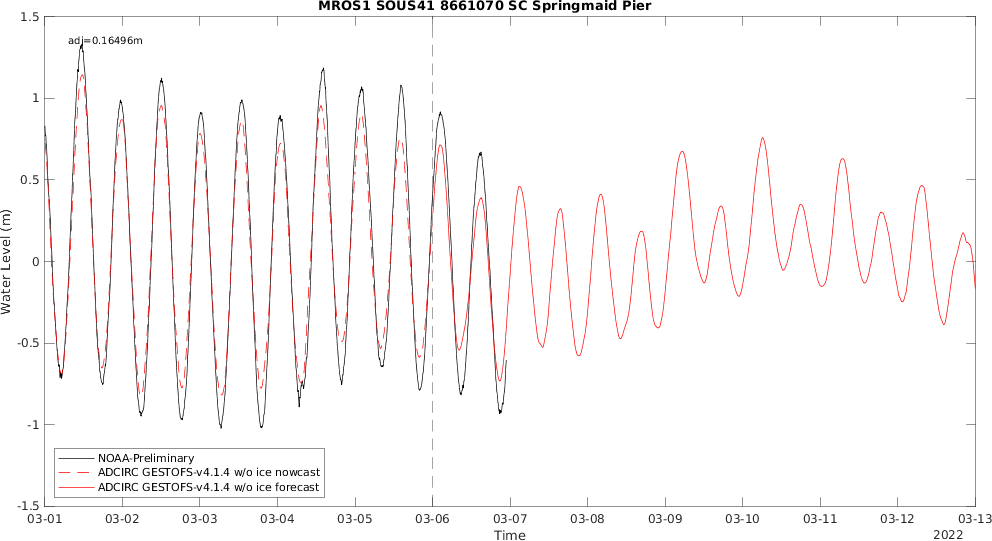 MROS1 SOUS41 8661070 SC Springmaid Pier
adj=0.16496m
Water Level (m)
1.5
1
0.5
0
-0.5
-1
-1.5
NOAA-Preliminary
ADCIRC GESTOFS-v4.1.4 w/o ice nowcast
ADCIRC GESTOFS-v4.1.4 w/o ice forecast
03-01 03-02 03-03 03-04 03-05 03-06 03-07 03-08 03-09 03-10 03-11 03-12 03-13
Time
2022